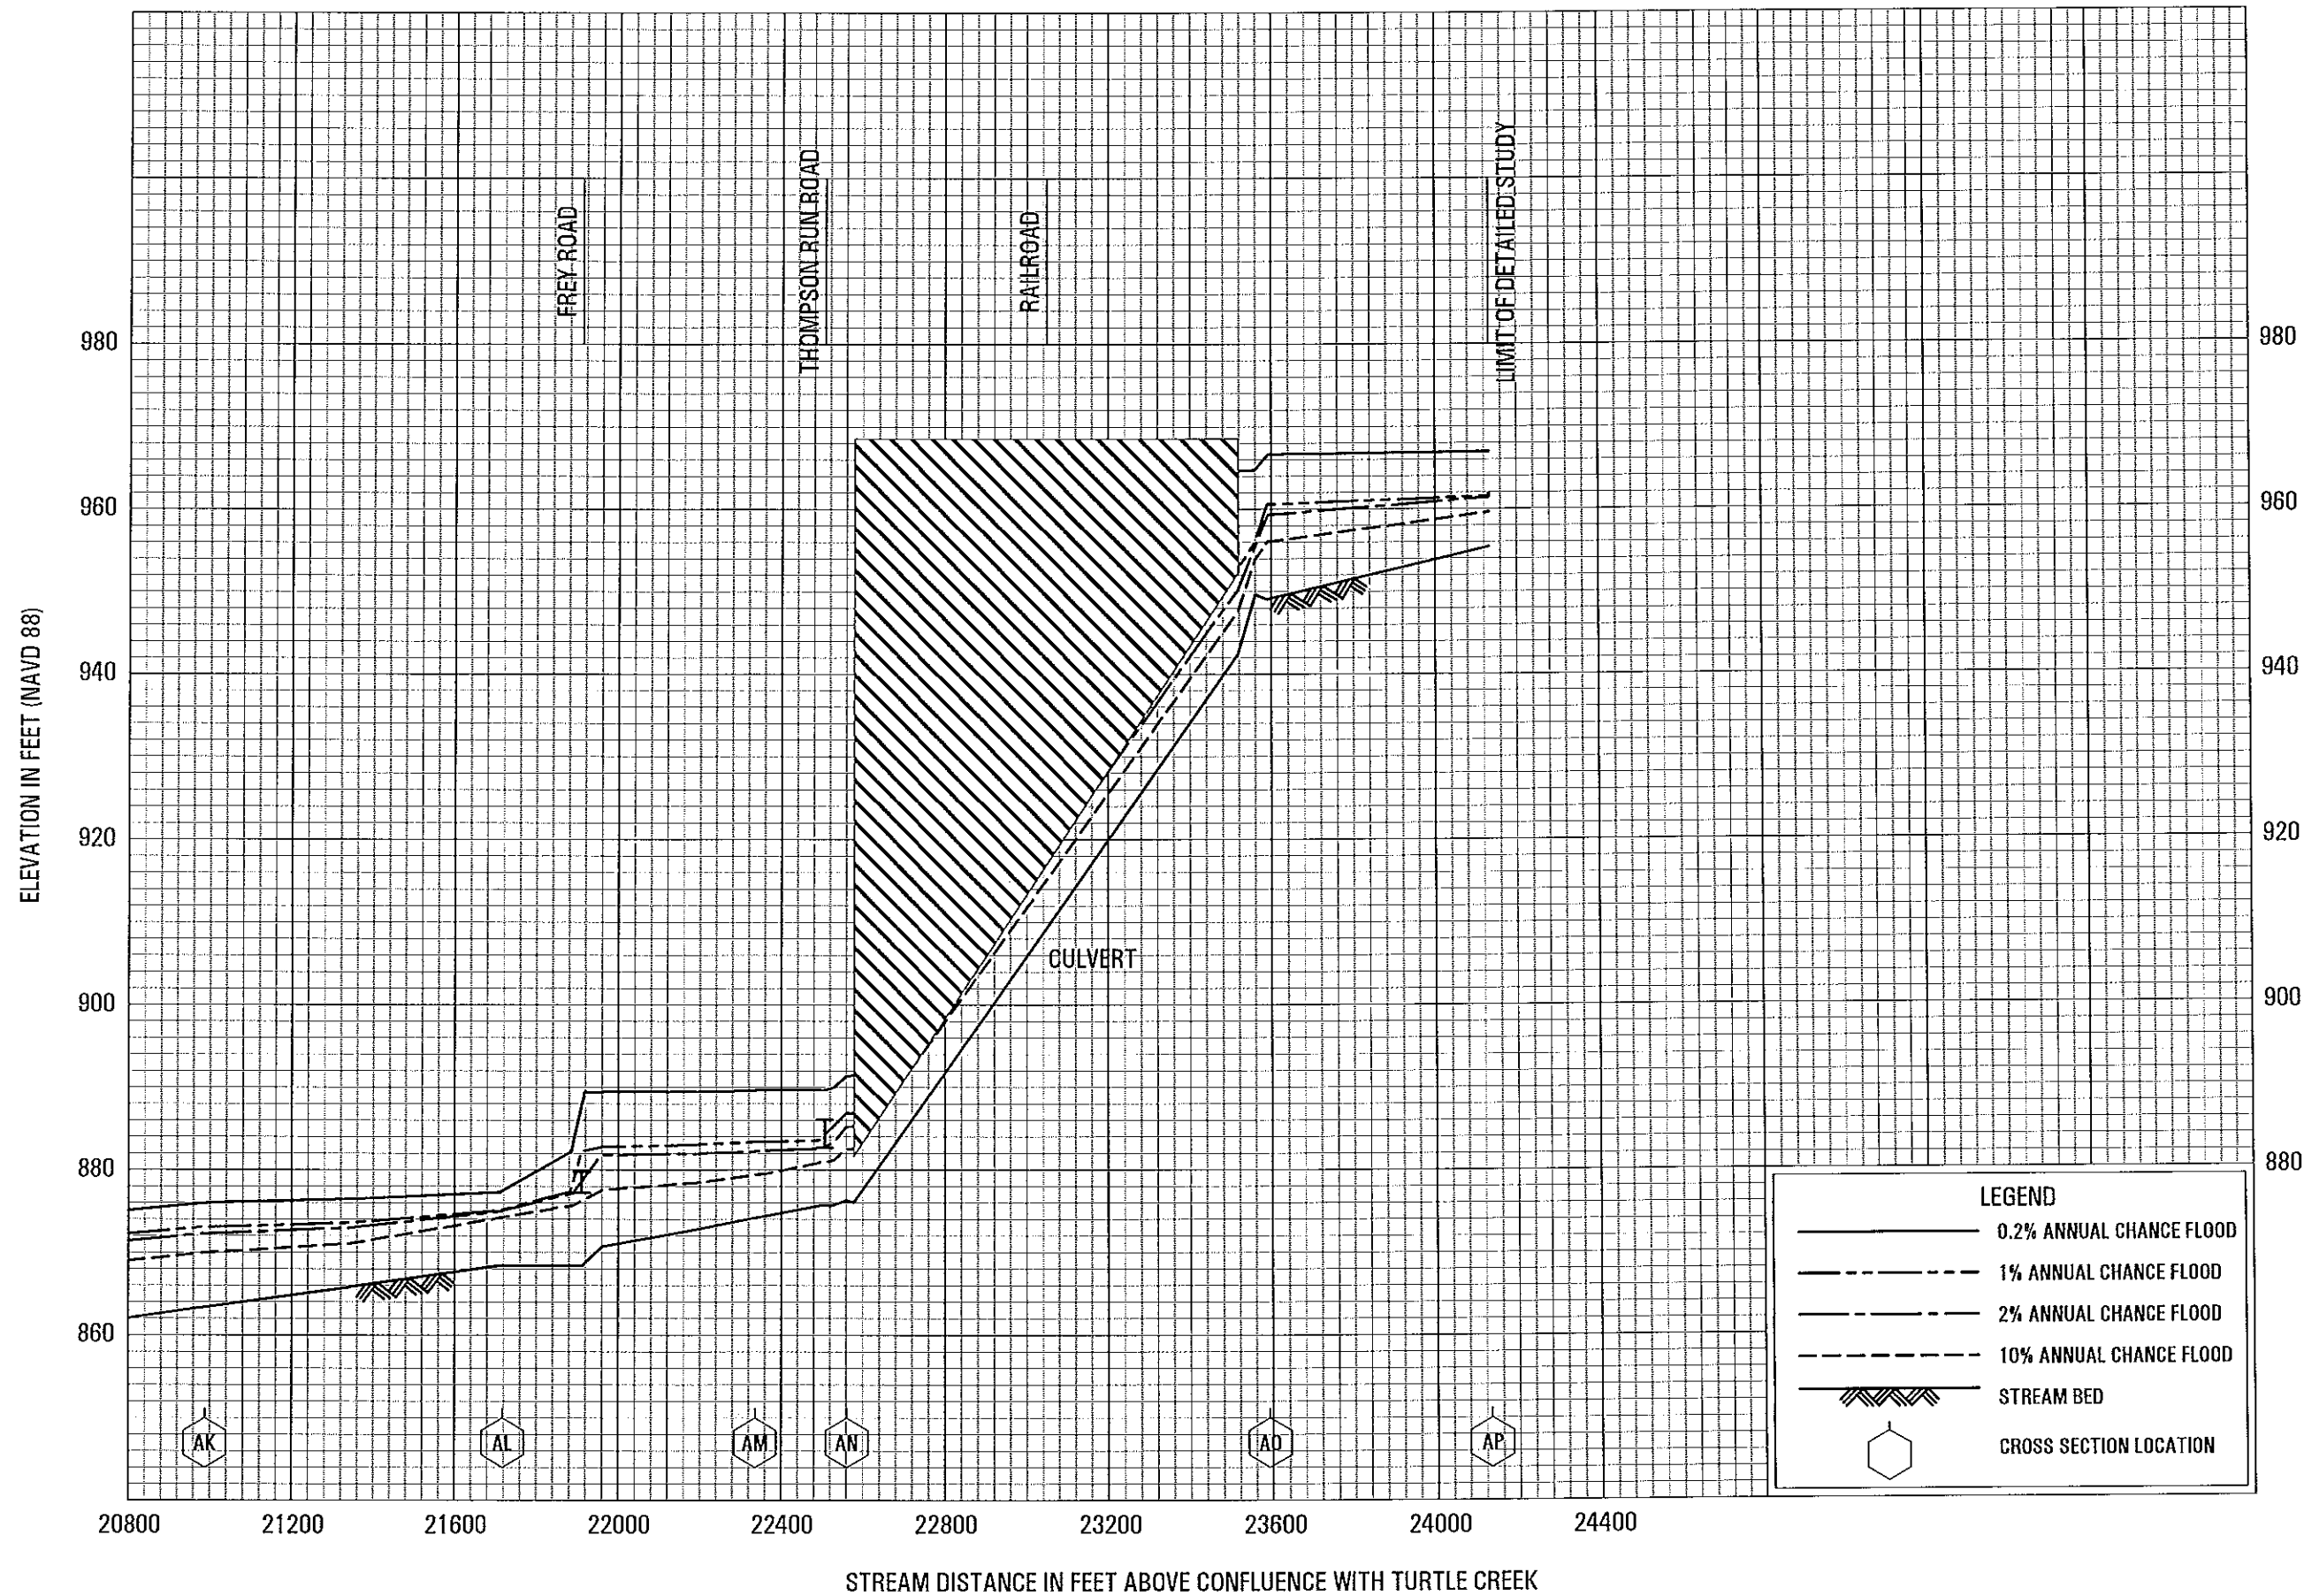 FREY ROAD
THOMPSON RUN ROAD
RAILROAD
LIMIT OF DETAILED STUDY
ELEVATION IN FEET (NAVD 88)
980
960
940
920
900
880
860
980
960
940
920
900
880
CULVERT
AK
AL
AM
AN
AO
AP
LEGEND
0.2% ANNUAL CHANCE FLOOD
1% ANNUAL CHANCE FLOOD
2% ANNUAL CHANCE FLOOD
10% ANNUAL CHANCE FLOOD
STREAM BED
CROSS SECTION LOCATION
20800
21200
21600
22000
22400
22800
23200
23600
24000
24400
STREAM DISTANCE IN FEET ABOVE CONFLUENCE WITH TURTLE CREEK